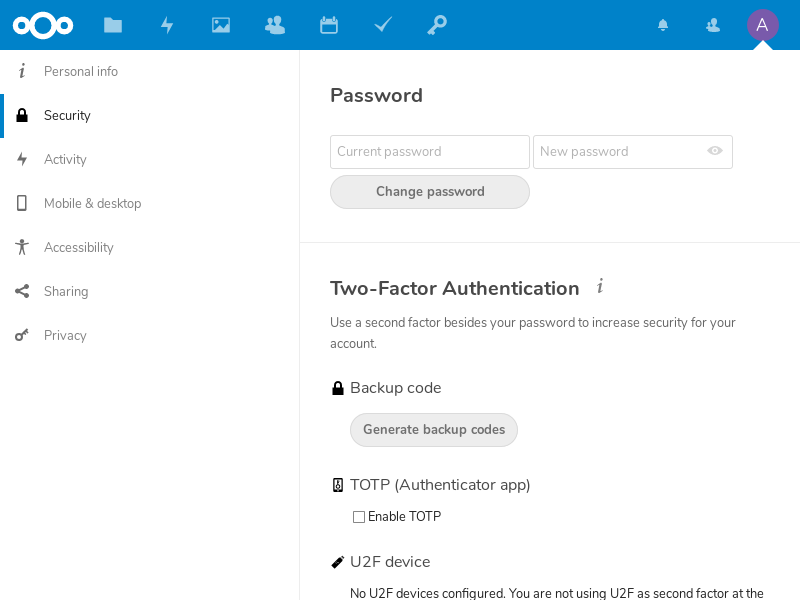 A
Personal info
Security
Activity
Mobile & desktop
Accessibility
Sharing
Privacy
Password
Current password
New password
Change password
Two-Factor Authentication
Use a second factor besides your password to increase security for your
account.
Backup code
Generate backup codes
TOTP (Authenticator app)
Enable TOTP
U2F device
No U2F devices configured. You are not using U2F as second factor at the